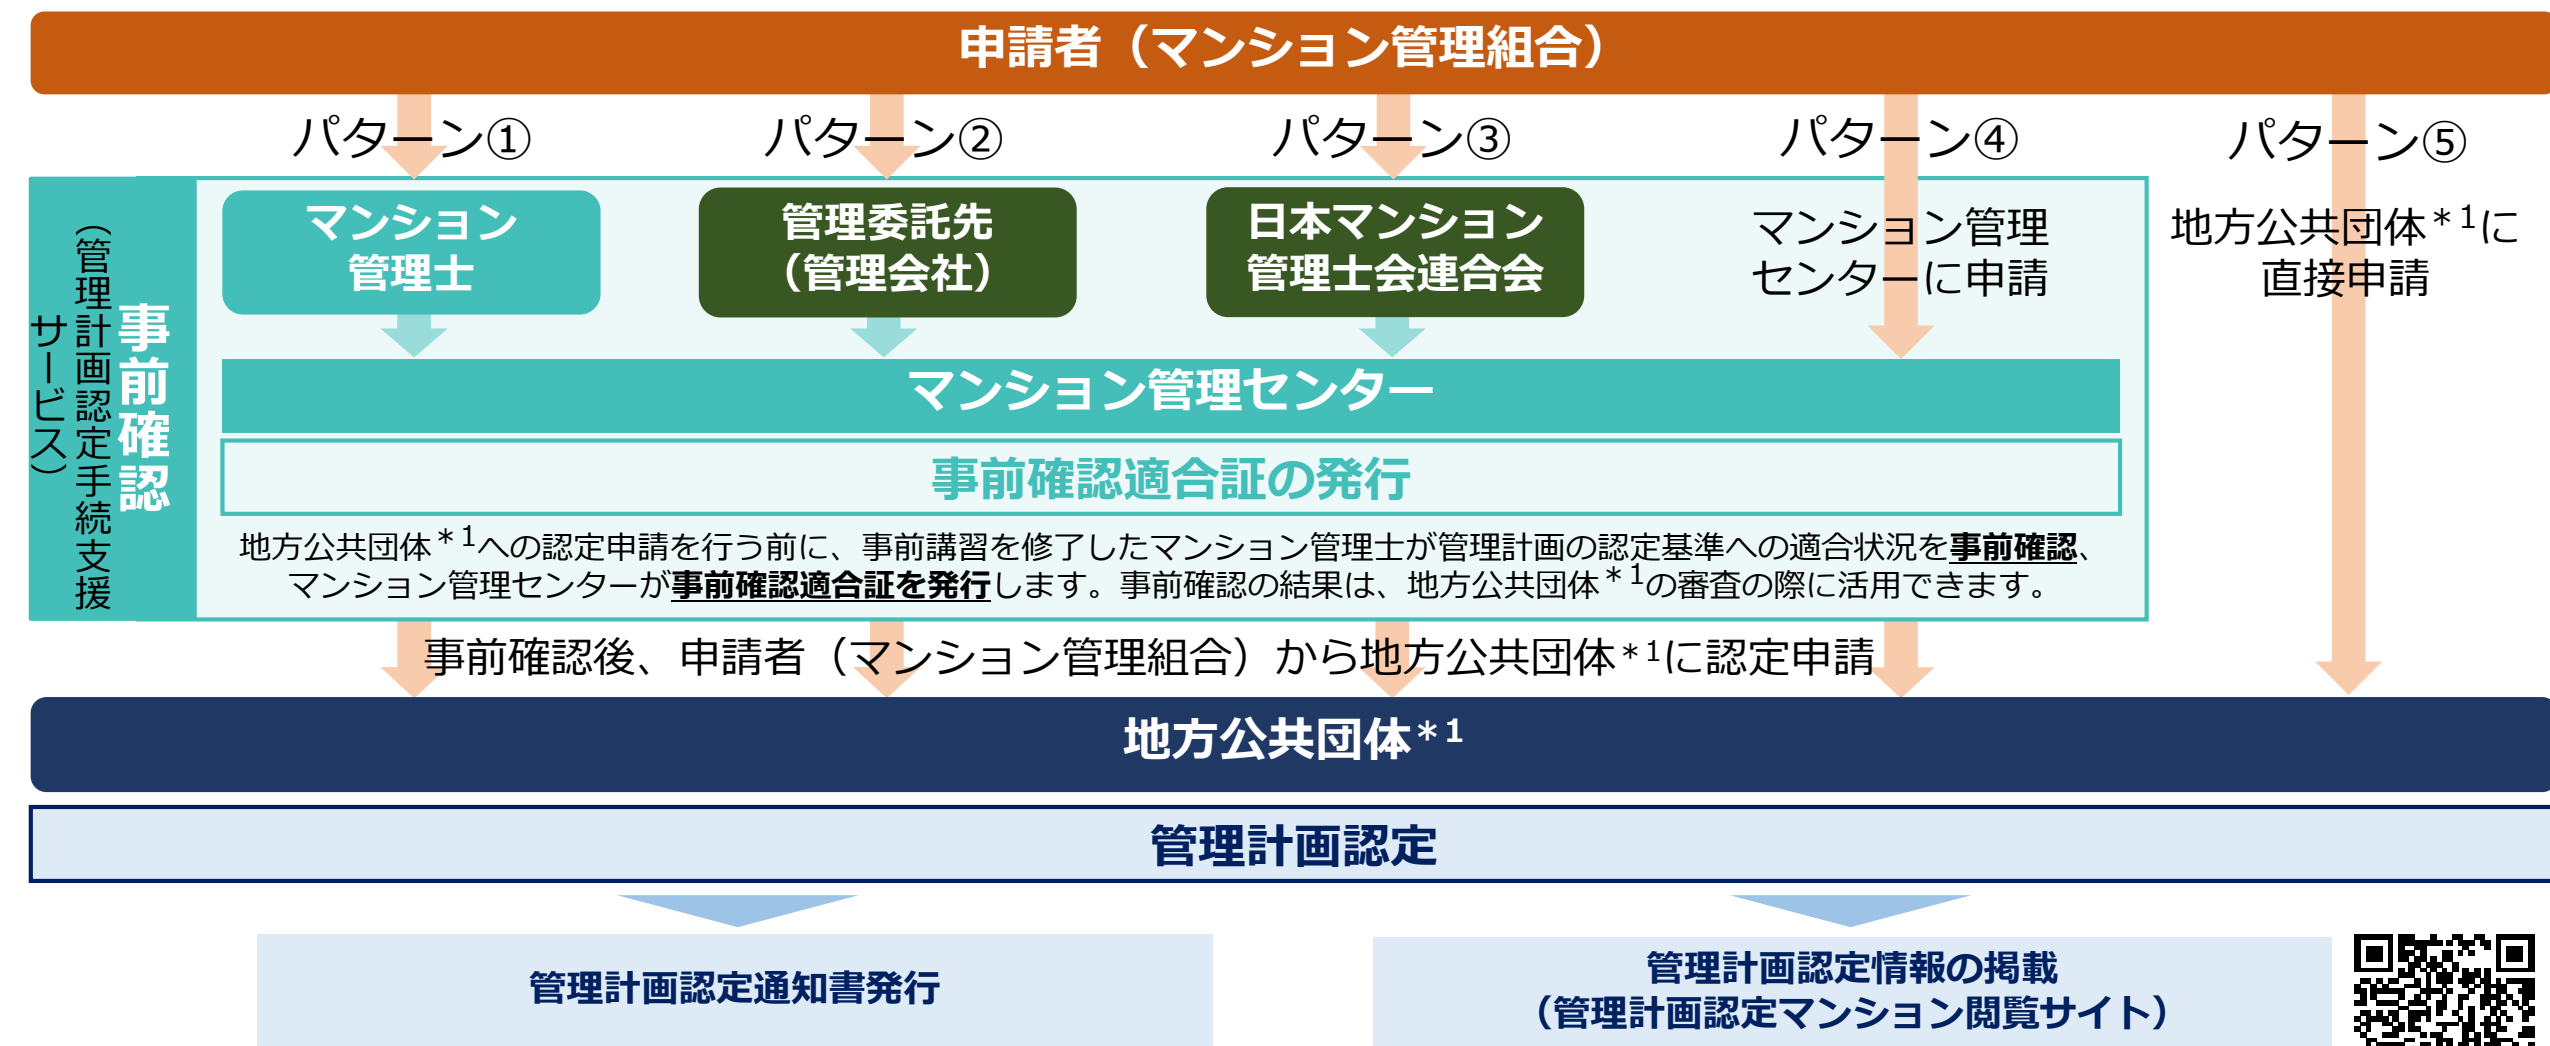 申請者（マンション管理組合）
パターン①
パターン②
パターン③
パターン④
パターン⑤
事前確認
（管理計画認定手続支援
サービス）
マンション
管理士
管理委託先
（管理会社）
日本マンション
管理士会連合会
マンション管理
センターに申請
地方公共団体＊1に
直接申請
マンション管理センター
事前確認適合証の発行
地方公共団体＊1への認定申請を行う前に、事前講習を修了したマンション管理士が管理計画の認定基準への適合状況を事前確認、
マンション管理センターが事前確認適合証を発行します。事前確認の結果は、地方公共団体＊1の審査の際に活用できます。
事前確認後、申請者（マンション管理組合）から地方公共団体＊1に認定申請
地方公共団体＊1
管理計画認定
管理計画認定通知書発行
管理計画認定情報の掲載
（管理計画認定マンション閲覧サイト）